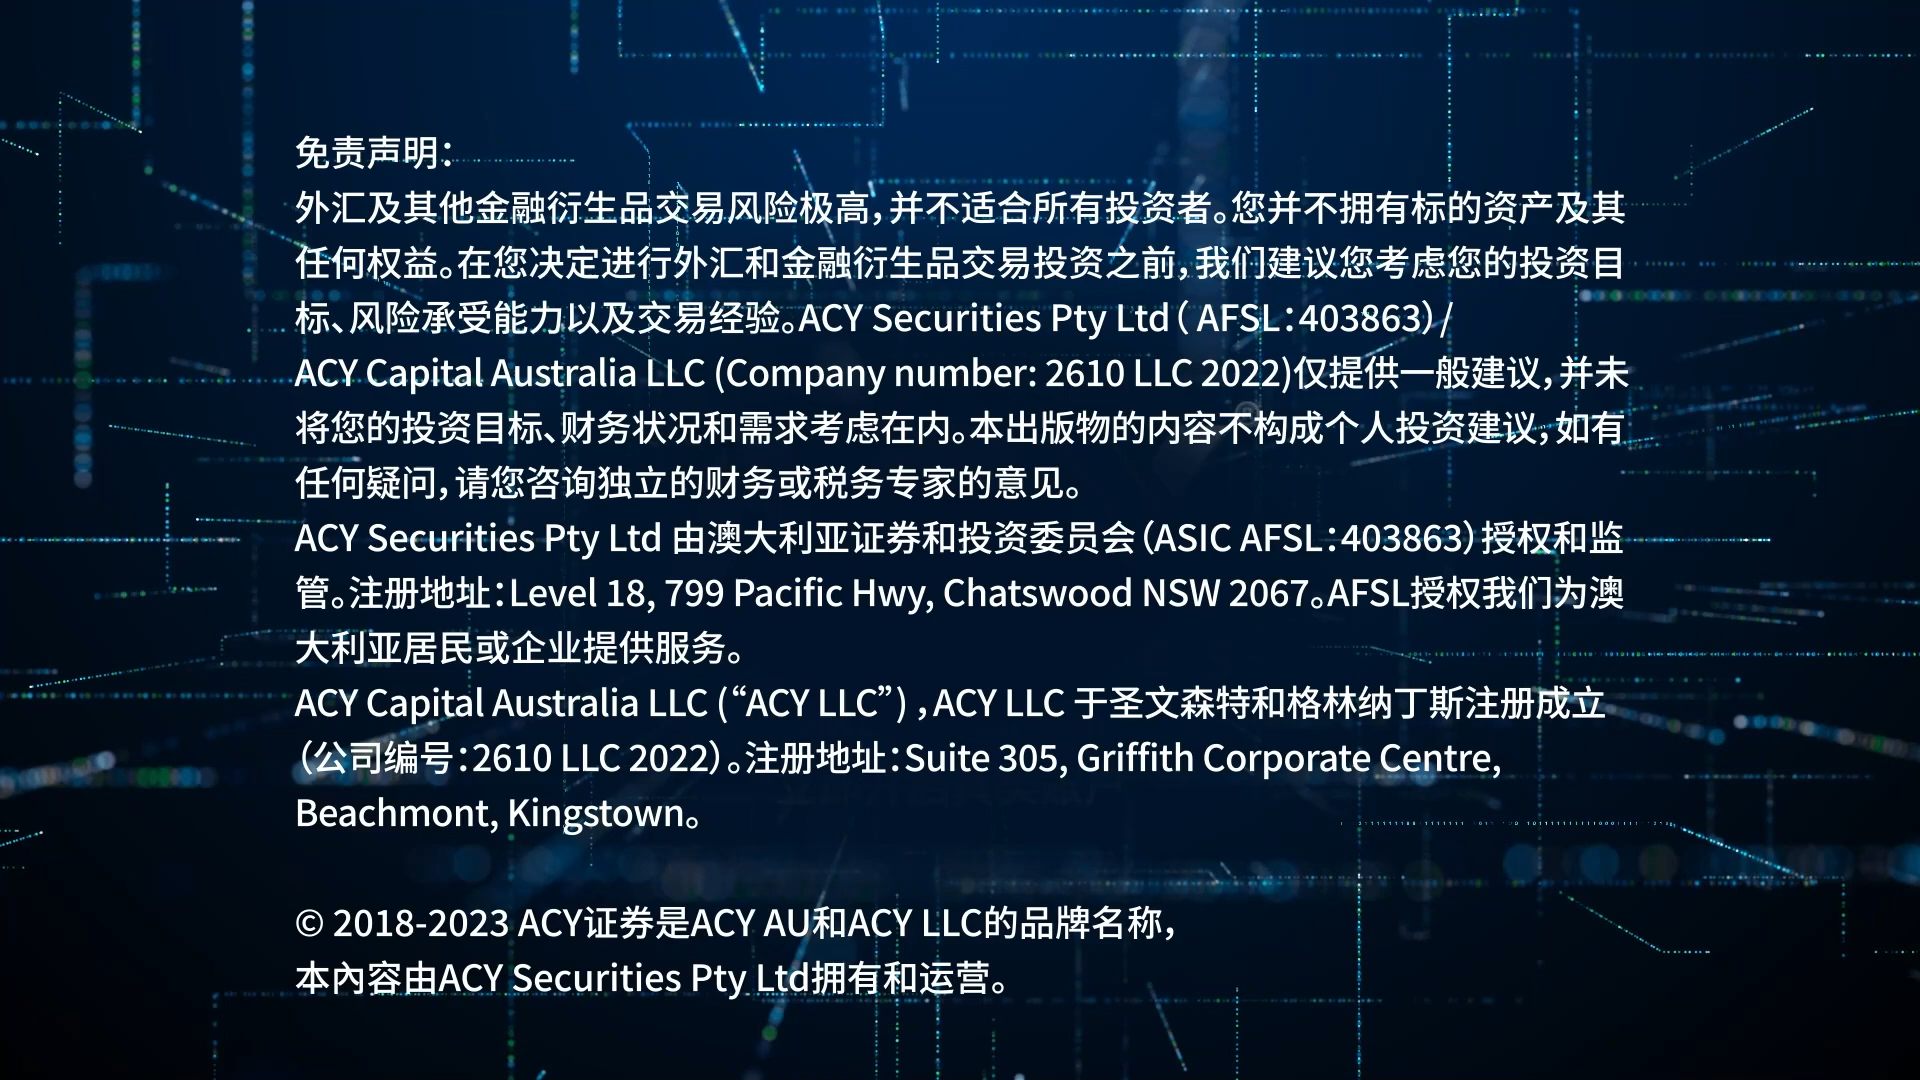 免责声明：
外汇及其他金融衍生品交易风险极高，并不适合所有投资者。您并不拥有标的资产及其
任何权益。在您决定进行外汇和金融衍生品交易投资之前，我们建议您考虑您的投资目
标、风险承受能力以及交易经验。ACY Securities Pty Ltd（ AFSL：403863）/
ACY Capital Australia LLC (Company number: 2610 LLC 2022)仅提供一般建议，并未
将您的投资目标、财务状况和需求考虑在内。本出版物的内容不构成个人投资建议，如有
任何疑问，请您咨询独立的财务或税务专家的意见。
ACY Securities Pty Ltd 由澳大利亚证券和投资委员会（ASIC AFSL：403863）授权和监
管。注册地址：Level 18, 799 Pacific Hwy, Chatswood NSW 2067。AFSL授权我们为澳
大利亚居民或企业提供服务。
ACY Capital Australia LLC (“ACY LLC”) ，ACY LLC 于圣文森特和格林纳丁斯注册成立
（公司编号：2610 LLC 2022）。注册地址：Suite 305, Griffith Corporate Centre,
Beachmont, Kingstown。
© 2018-2023 ACY证券是ACY AU和ACY LLC的品牌名称，
本內容由ACY Securities Pty Ltd拥有和运营。